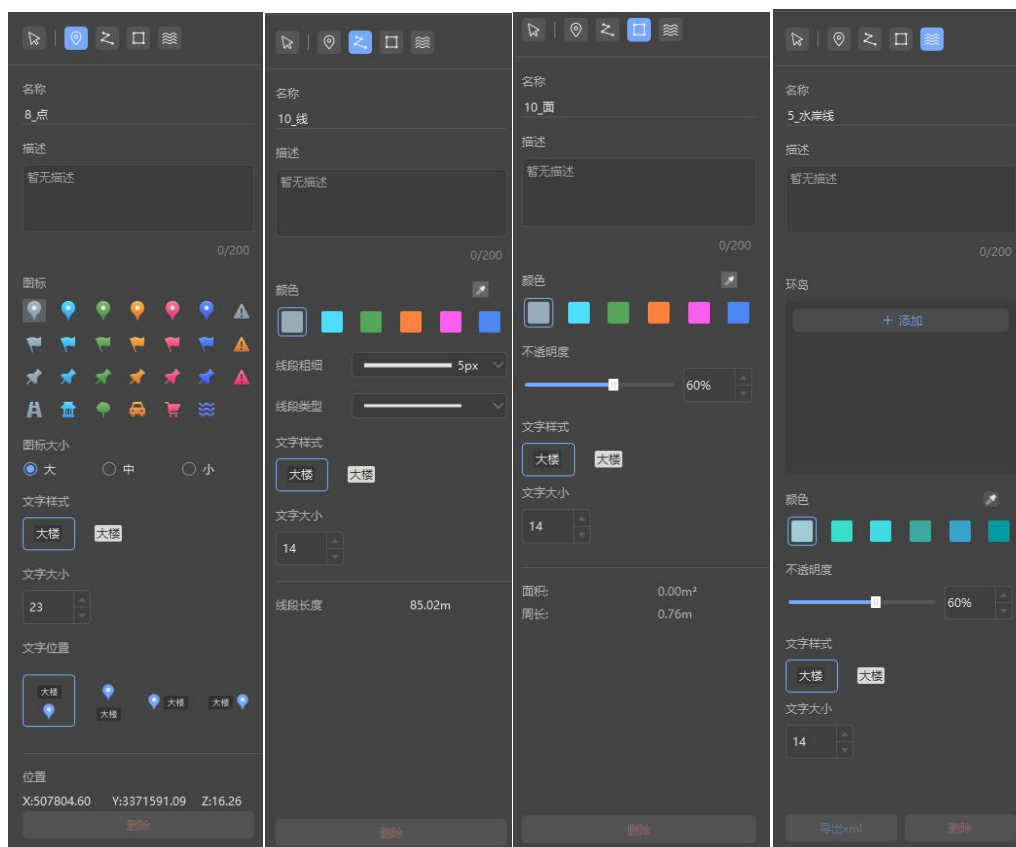 名称
8_点
描述
暂无描述
0/200
图标
图标大小
大 中 小
文字样式
大楼 大楼
文字大小
23
文字位置
大楼
大楼
大楼
大楼
位置
X:507804.60 Y:3371591.09 Z:16.26
删除
名称
10_线
描述
暂无描述
0/200
颜色
线段粗细 5px
线段类型
文字样式
大楼 大楼
文字大小
14
线段长度 85.02m
删除
名称
10_面
描述
暂无描述
0/200
颜色
不透明度
60%
文字样式
大楼 大楼
文字大小
14
面积: 0.00m²
周长: 0.76m
删除
名称
5_水岸线
描述
暂无描述
0/200
环岛
+ 添加
颜色
不透明度
60%
文字样式
大楼 大楼
文字大小
14
导出xml 删除